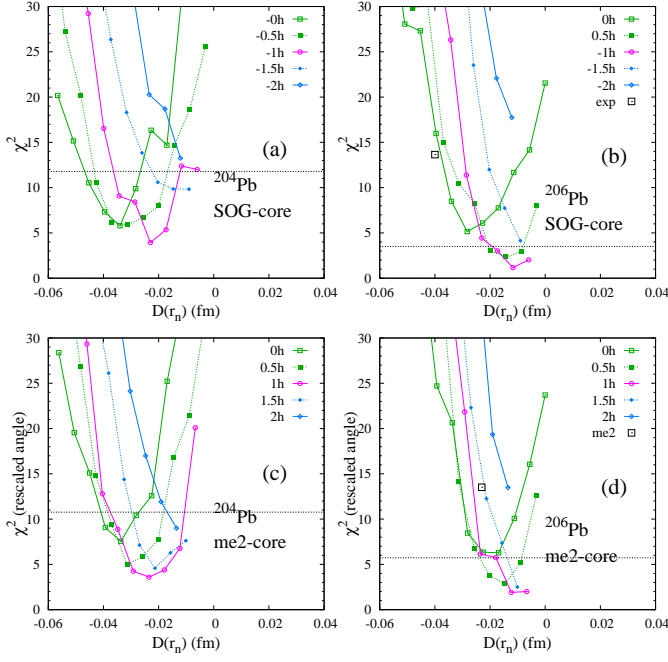 30
25
20
15
10
5
0
χ²
-0h
-0.5h
-1h
-1.5h
-2h
(a)
²⁰⁴Pb
SOG-core
-0.06 -0.04 -0.02 0 0.02 0.04
D(rₙ) (fm)
30
25
20
15
10
5
0
χ²
0h
0.5h
-1h
-1.5h
-2h
exp
(b)
²⁰⁶Pb
SOG-core
-0.06 -0.04 -0.02 0 0.02 0.04
D(rₙ) (fm)
30
25
20
15
10
5
0
χ² (rescaled angle)
0h
0.5h
1h
1.5h
2h
(c)
²⁰⁴Pb
me2-core
-0.06 -0.04 -0.02 0 0.02 0.04
D(rₙ) (fm)
30
25
20
15
10
5
0
χ² (rescaled angle)
0h
0.5h
1h
1.5h
2h
me2
(d)
²⁰⁶Pb
me2-core
-0.06 -0.04 -0.02 0 0.02 0.04
D(rₙ) (fm)